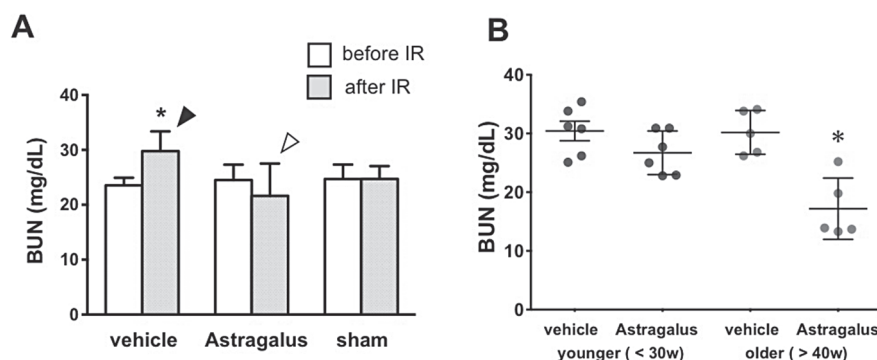 A
before IR
after IR
BUN (mg/dL)
40
30
20
10
0
*
vehicle Astragalus sham
B
BUN (mg/dL)
40
30
20
10
0
*
vehicle Astragalus vehicle Astragalus
younger ( < 30w) older ( > 40w)